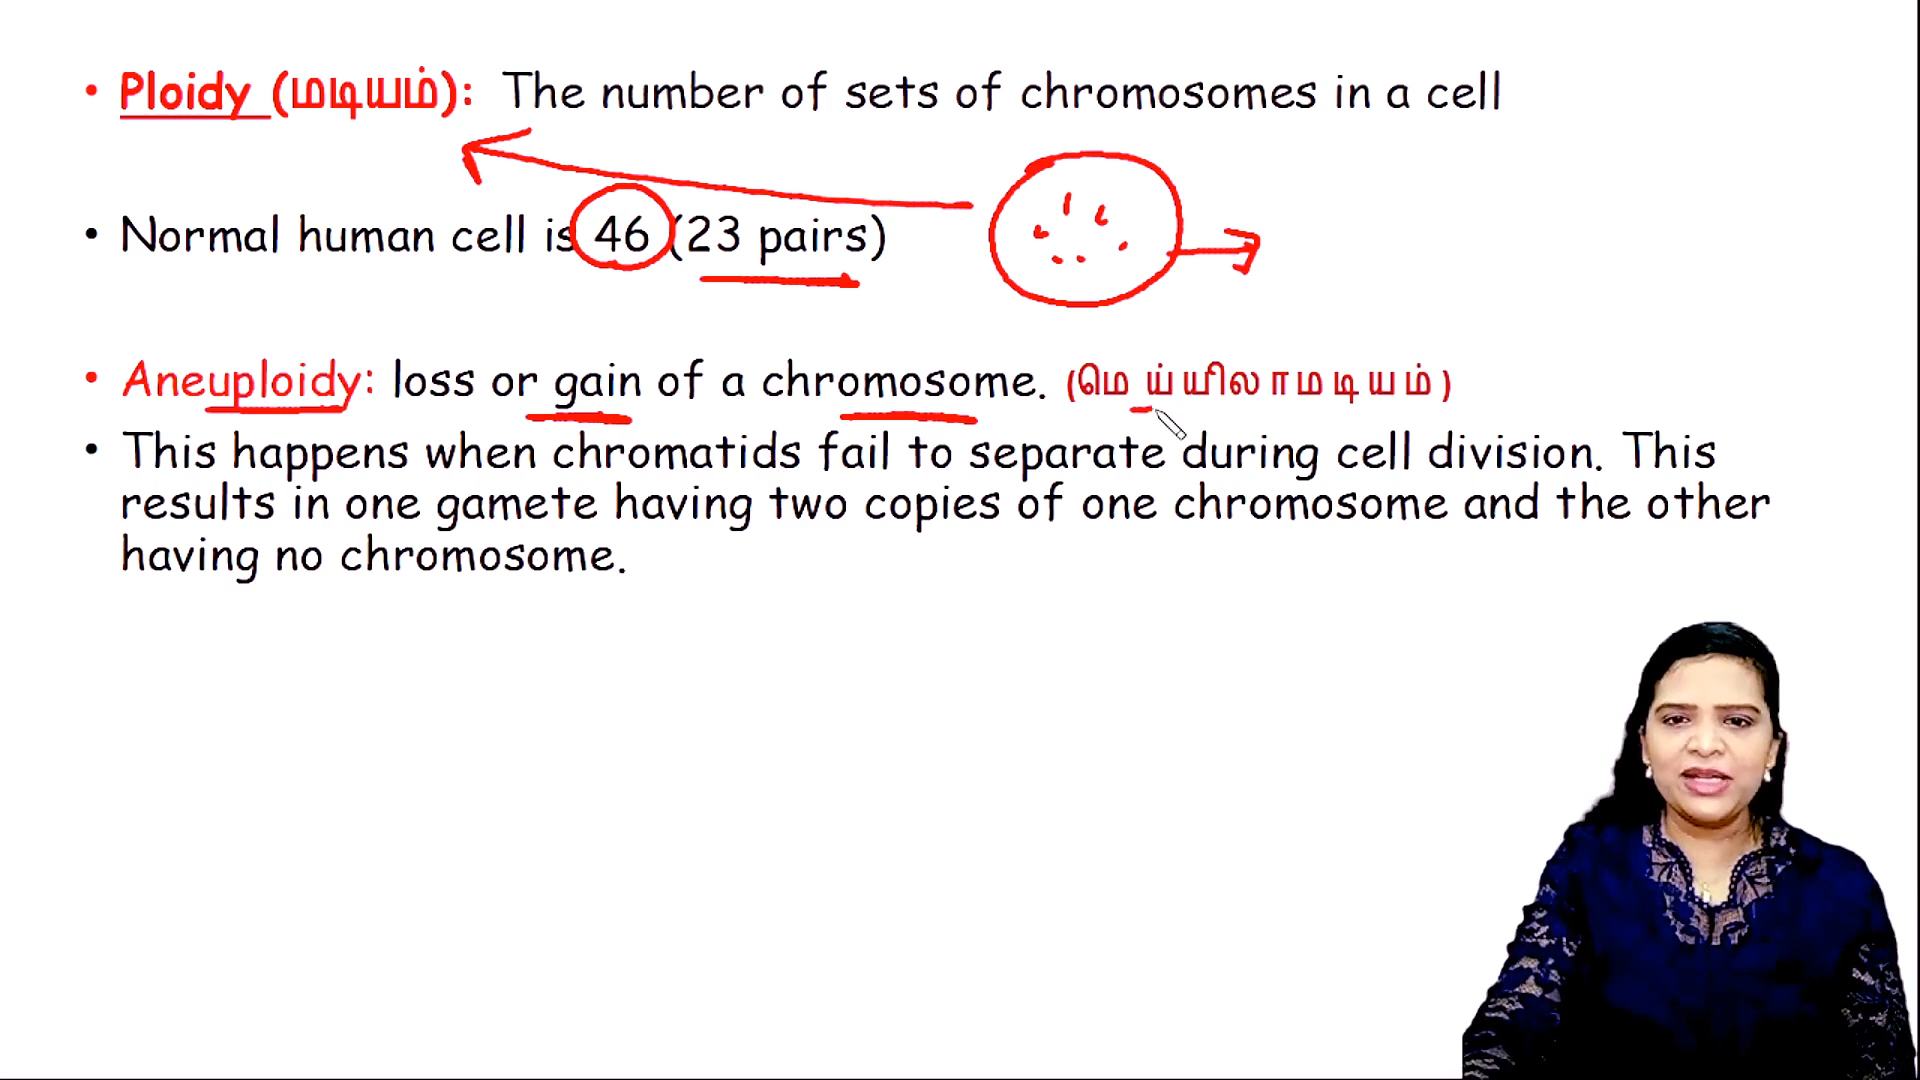 • Ploidy (மடியம்): The number of sets of chromosomes in a cell
• Normal human cell is 46 (23 pairs)
• Aneuploidy: loss or gain of a chromosome. (மெய்யிலாமடியம்)
• This happens when chromatids fail to separate during cell division. This
results in one gamete having two copies of one chromosome and the other
having no chromosome.